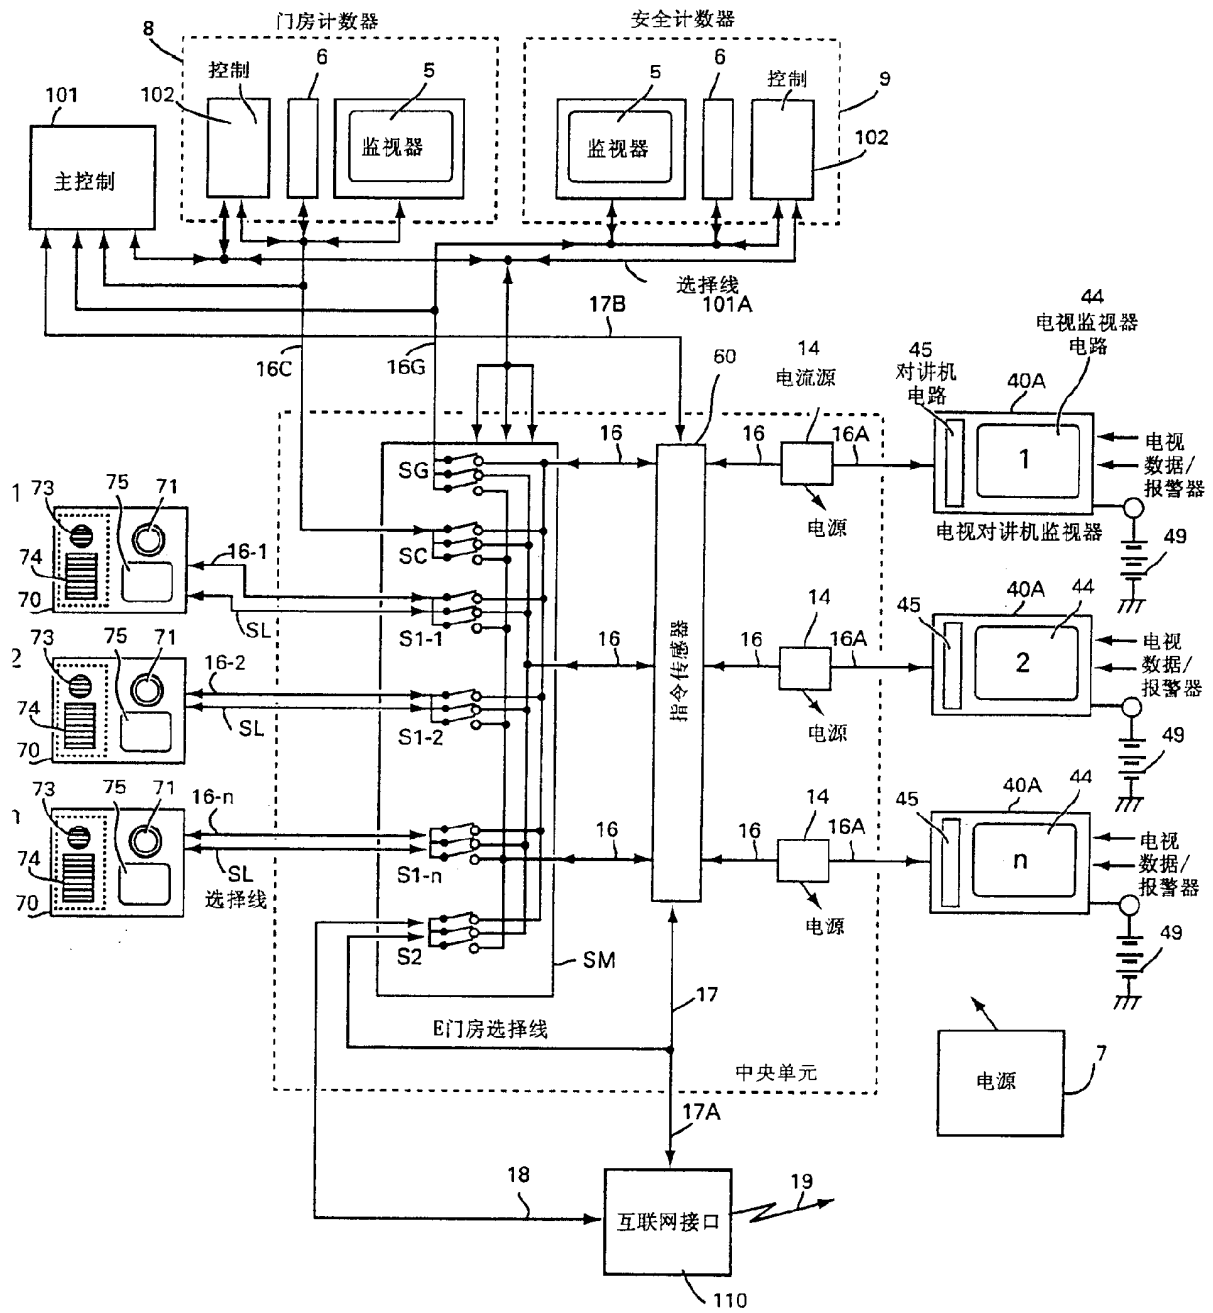 门房计数器
安全计数器
8
6
5
控制
102
监视器
5
6
控制
9
102
监视器
101
主控制
选择线
101A
17B
16C
16G
60
14
电流源
45
对讲机
电路
44
电视监视器
电路
40A
16
16
16A
1
电视
数据/
报警器
电源
电视对讲机监视器
49
SG
SC
1
73
75
71
74
70
16-1
SL
S1-1
2
73
75
71
74
70
16-2
SL
S1-2
16
指令传感器
16
14
16A
电源
45
40A
44
2
电视
数据/
报警器
49
n
73
75
71
74
70
16-n
SL
选择线
S1-n
16
16
14
16A
电源
45
40A
44
n
电视
数据/
报警器
49
S2
SM
E门房选择线
17
中央单元
电源
7
17A
18
互联网接口
19
110